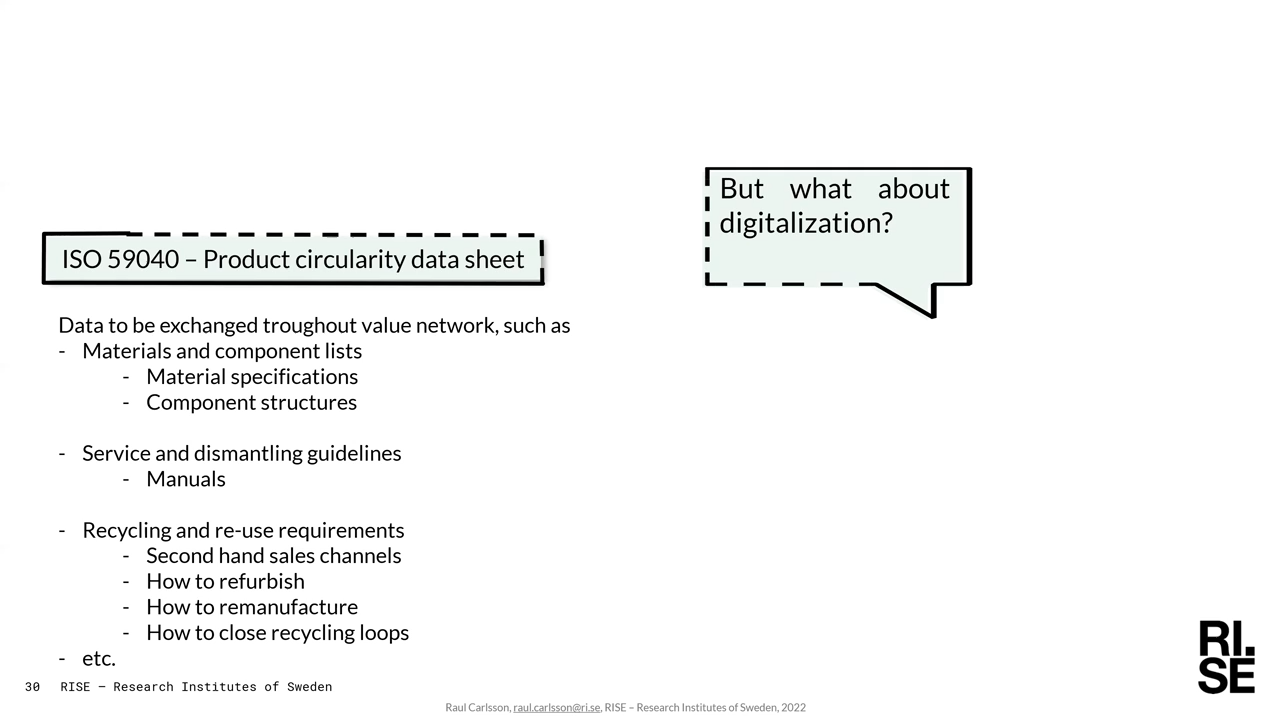 But what about
digitalization?
ISO 59040 – Product circularity data sheet
Data to be exchanged troughout value network, such as
- Materials and component lists
- Material specifications
- Component structures
- Service and dismantling guidelines
- Manuals
- Recycling and re-use requirements
- Second hand sales channels
- How to refurbish
- How to remanufacture
- How to close recycling loops
- etc.
30 RISE — Research Institutes of Sweden
Raul Carlsson, raul.carlsson@ri.se, RISE – Research Institutes of Sweden, 2022
RI.
SE